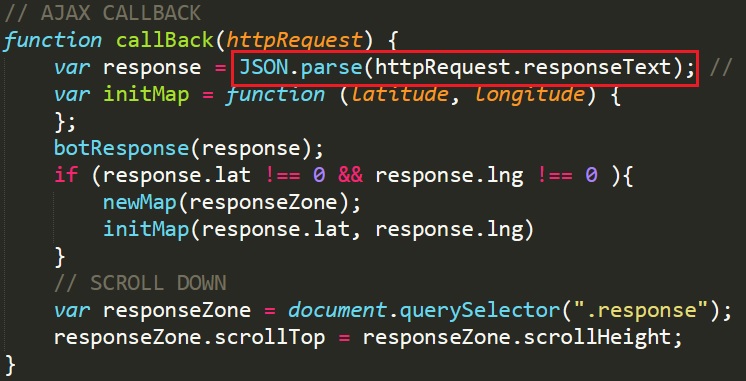 // AJAX CALLBACK
function callBack(httpRequest) {
var response = JSON.parse(httpRequest.responseText); //
var initMap = function (latitude, longitude) {
};
botResponse(response);
if (response.lat !== 0 && response.lng !== 0 ){
newMap(responseZone);
initMap(response.lat, response.lng)
}
// SCROLL DOWN
var responseZone = document.querySelector(".response");
responseZone.scrollTop = responseZone.scrollHeight;
}